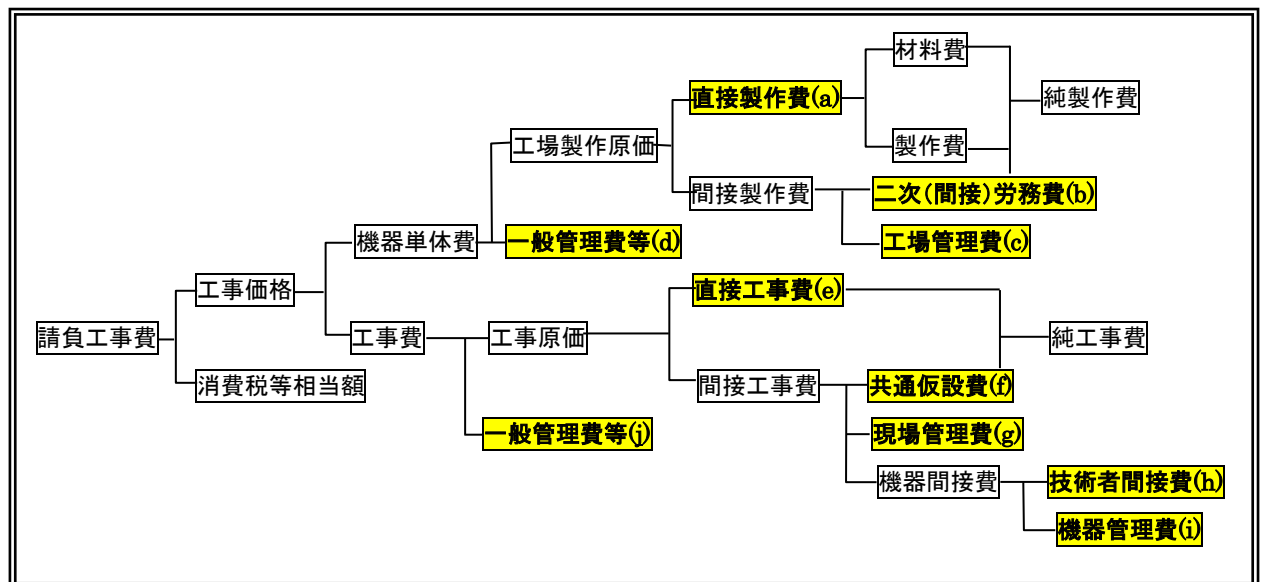 材料費
直接製作費(a)
純製作費
工場製作原価
製作費
間接製作費
二次(間接)労務費(b)
機器単体費
一般管理費等(d)
工場管理費(c)
工事価格
直接工事費(e)
請負工事費
工事費
工事原価
純工事費
消費税等相当額
間接工事費
共通仮設費(f)
一般管理費等(j)
現場管理費(g)
機器間接費
技術者間接費(h)
機器管理費(i)